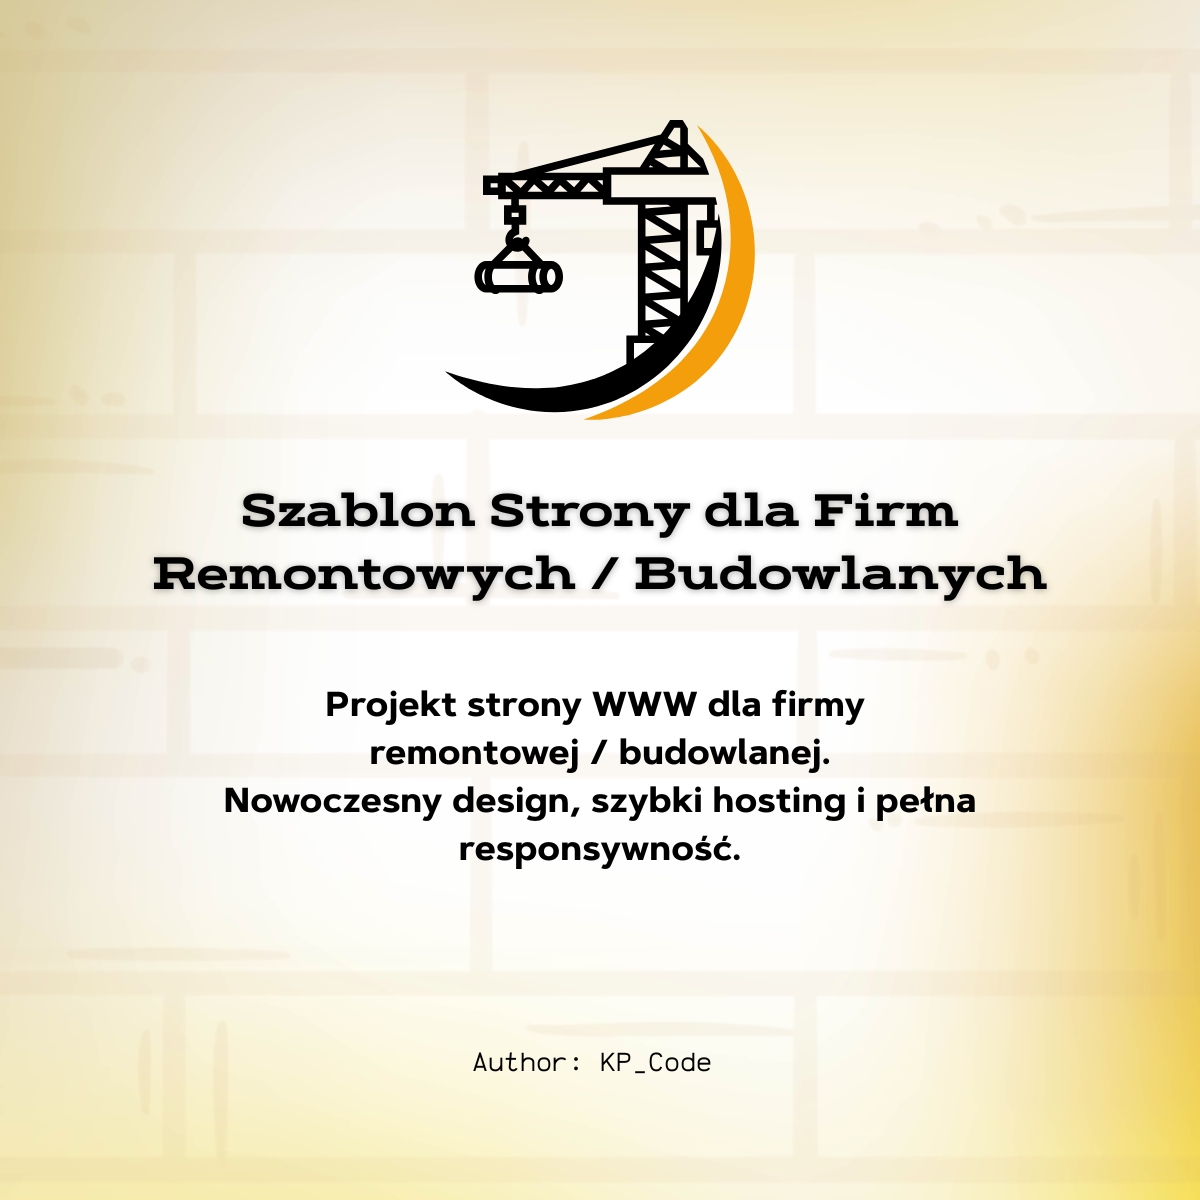 Szablon Strony dla Firm
Remontowych / Budowlanych
Projekt strony WWW dla firmy
remontowej / budowlanej.
Nowoczesny design, szybki hosting i pełna
responsywność.
Author: KP_Code